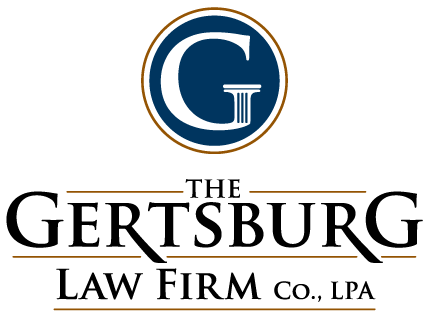 G
THE
GERTSBURG
LAW FIRM CO., LPA